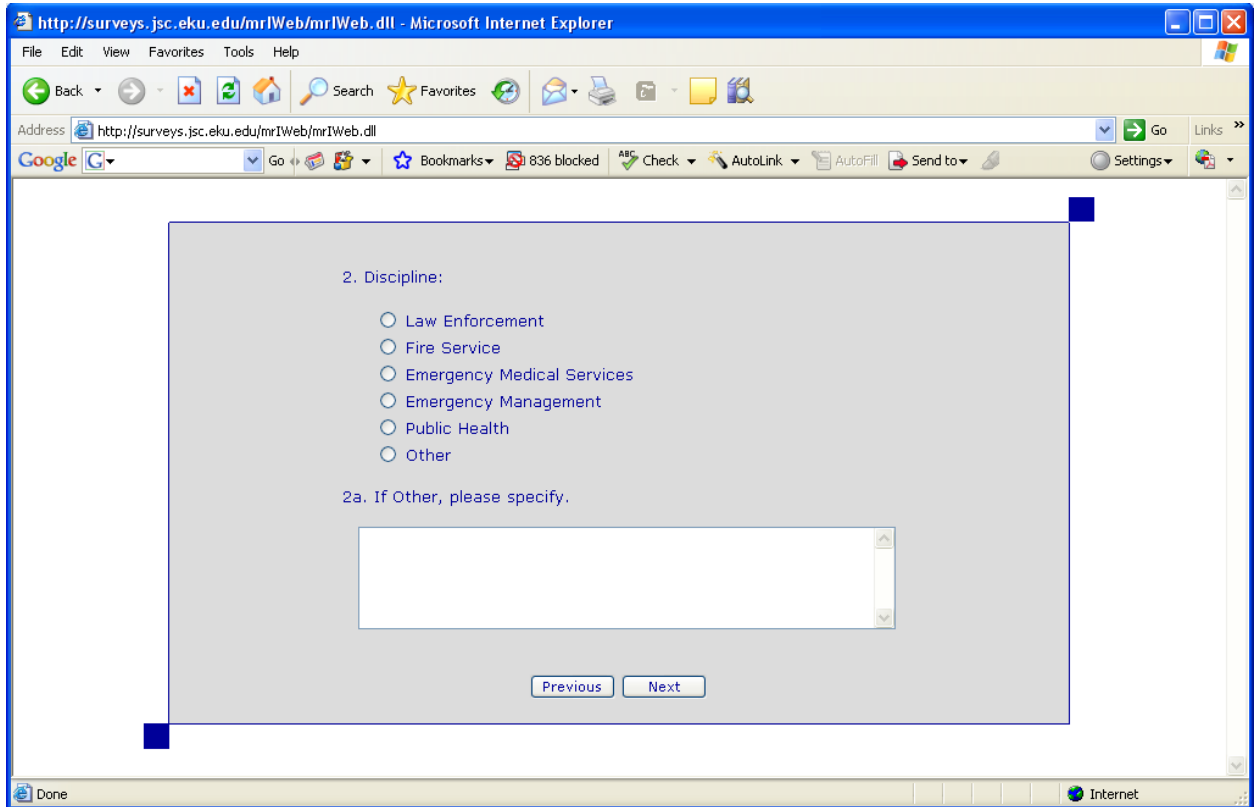 http://surveys.jsc.eku.edu/mrIWeb/mrIWeb.dll - Microsoft Internet Explorer
File Edit View Favorites Tools Help
Back Search Favorites
Address http://surveys.jsc.eku.edu/mrIWeb/mrIWeb.dll Go Links »
Google G Go Bookmarks 836 blocked ABC Check AutoLink AutoFill Send to Settings
2. Discipline:
Law Enforcement
Fire Service
Emergency Medical Services
Emergency Management
Public Health
Other
2a. If Other, please specify.
Previous Next
Done Internet